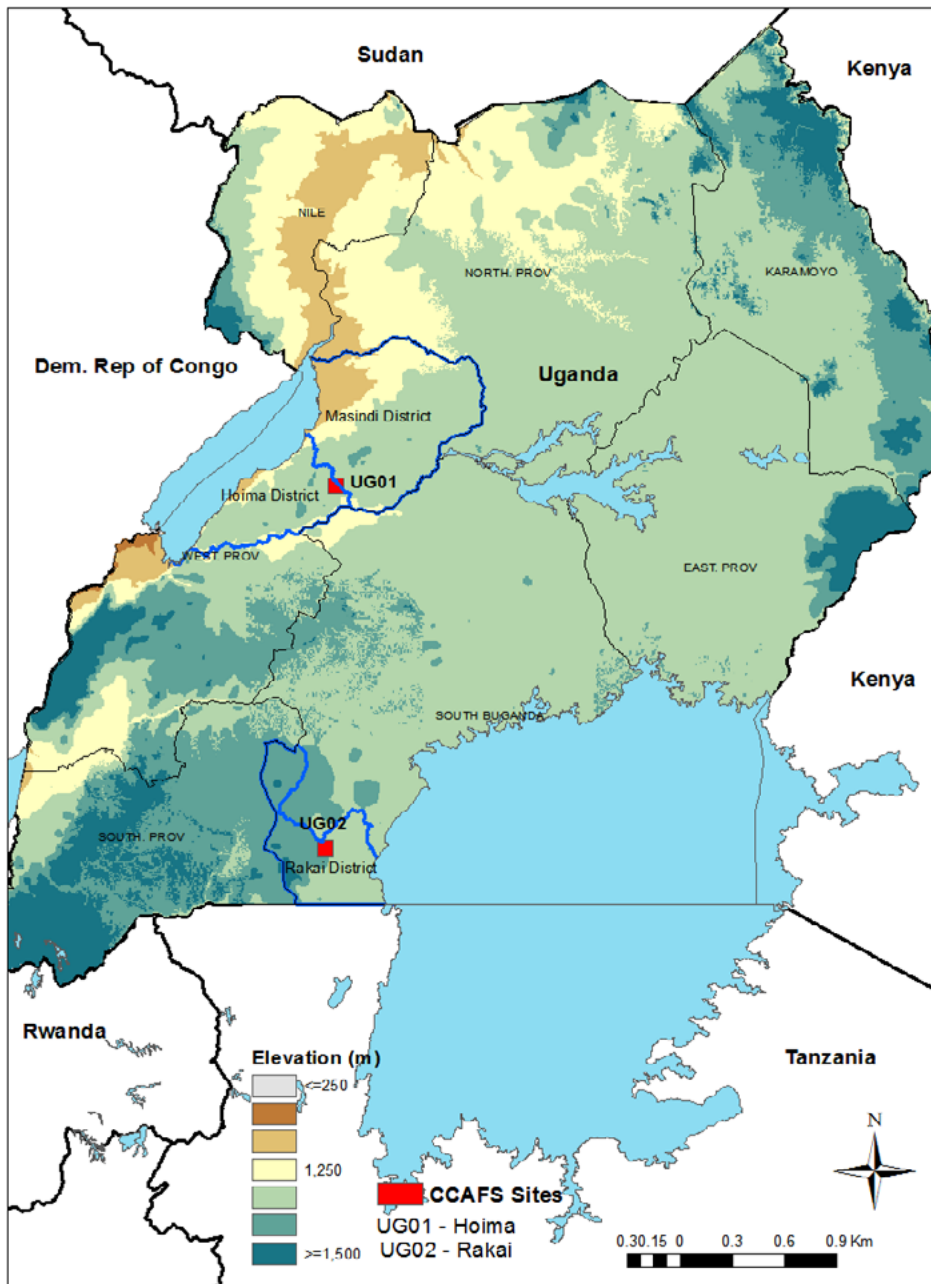 Sudan
Kenya
NILE
NORTH. PROV
KARAMOYO
Dem. Rep of Congo
Uganda
Masindi District
UG01
Hoima District
WEST. PROV
EAST. PROV
Kenya
SOUTH BUGANDA
UG02
SOUTH. PROV
Rakai District
Rwanda
Tanzania
Elevation (m)
<=250
1,250
>=1,500
CCAFS Sites
UG01 - Hoima
UG02 - Rakai
N
0.30.15 0 0.3 0.6 0.9 Km